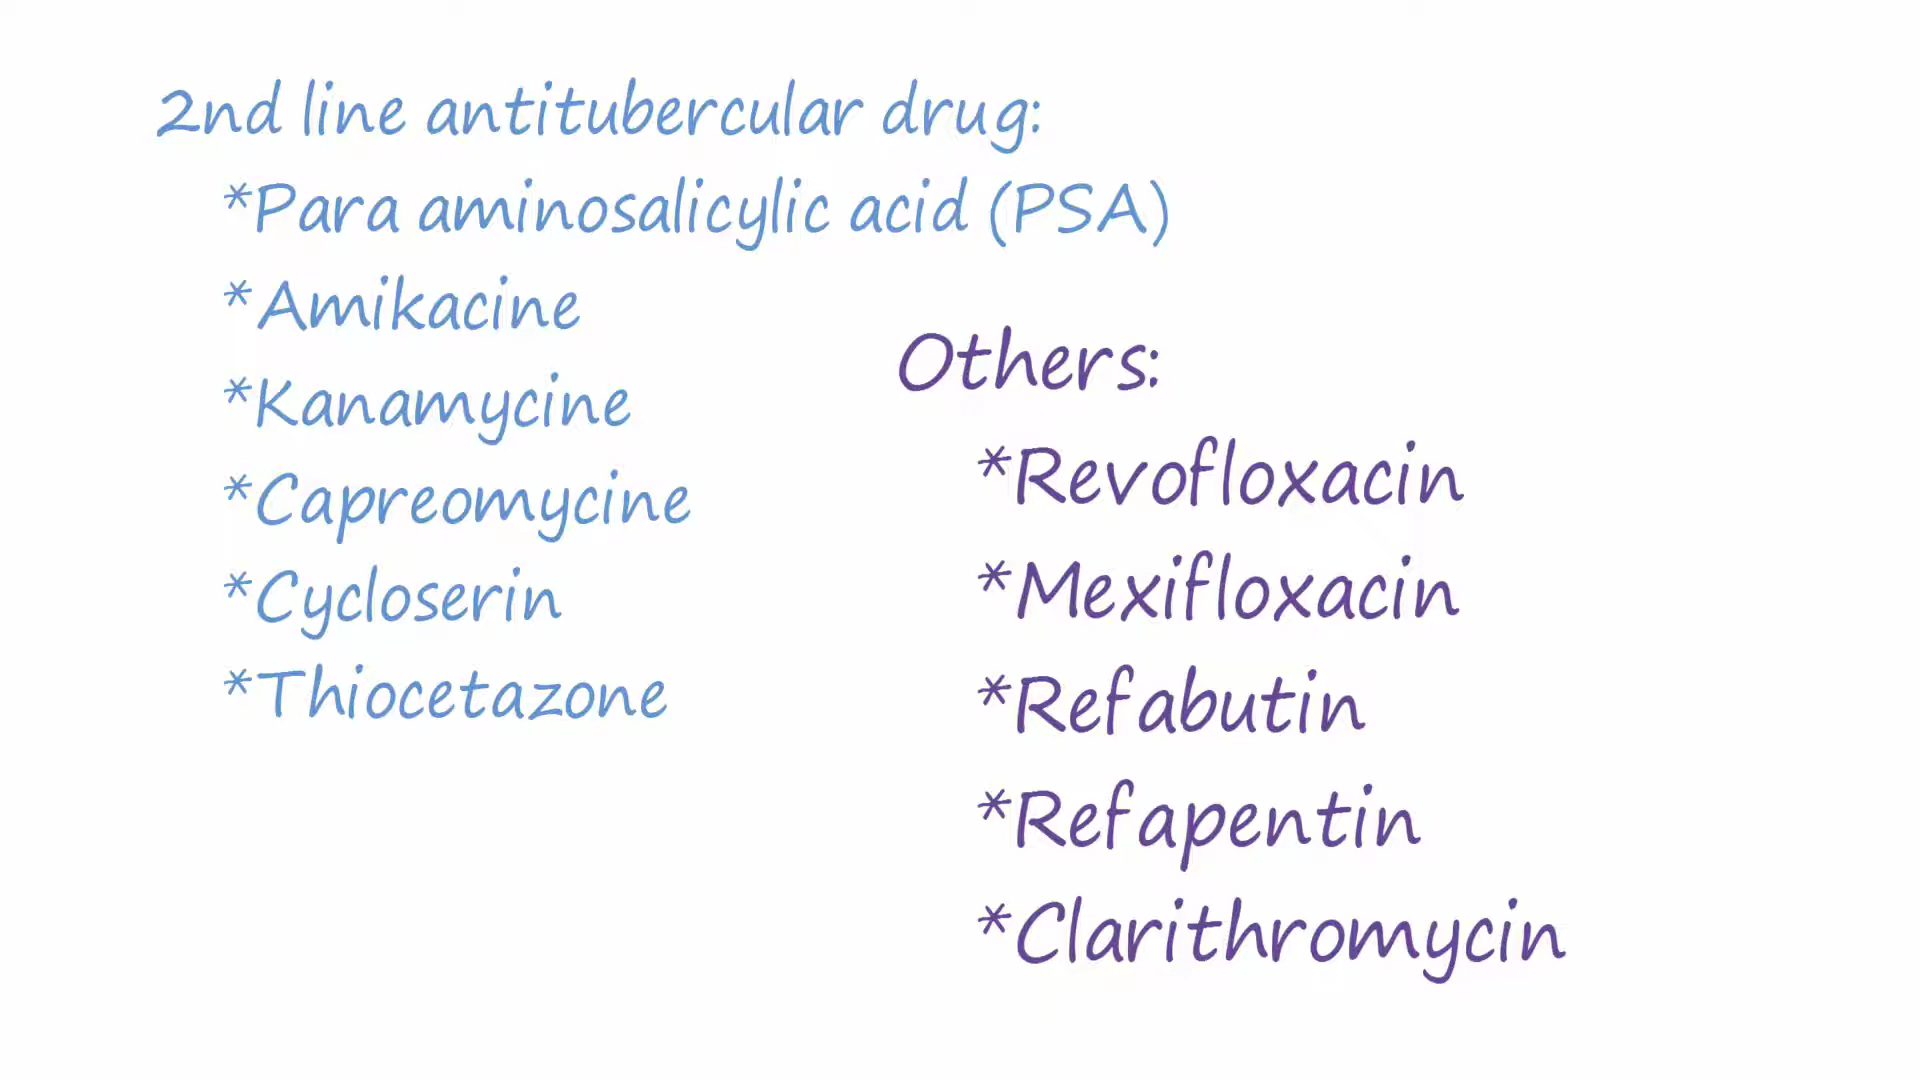 2nd line antitubercular drug:
*Para aminosalicylic acid (PSA)
*Amikacine
*Kanamycine
*Capreomycine
*Cycloserin
*Thiocetazone
Others:
*Revofloxacin
*Mexifloxacin
*Refabutin
*Refapentin
*Clarithromycin